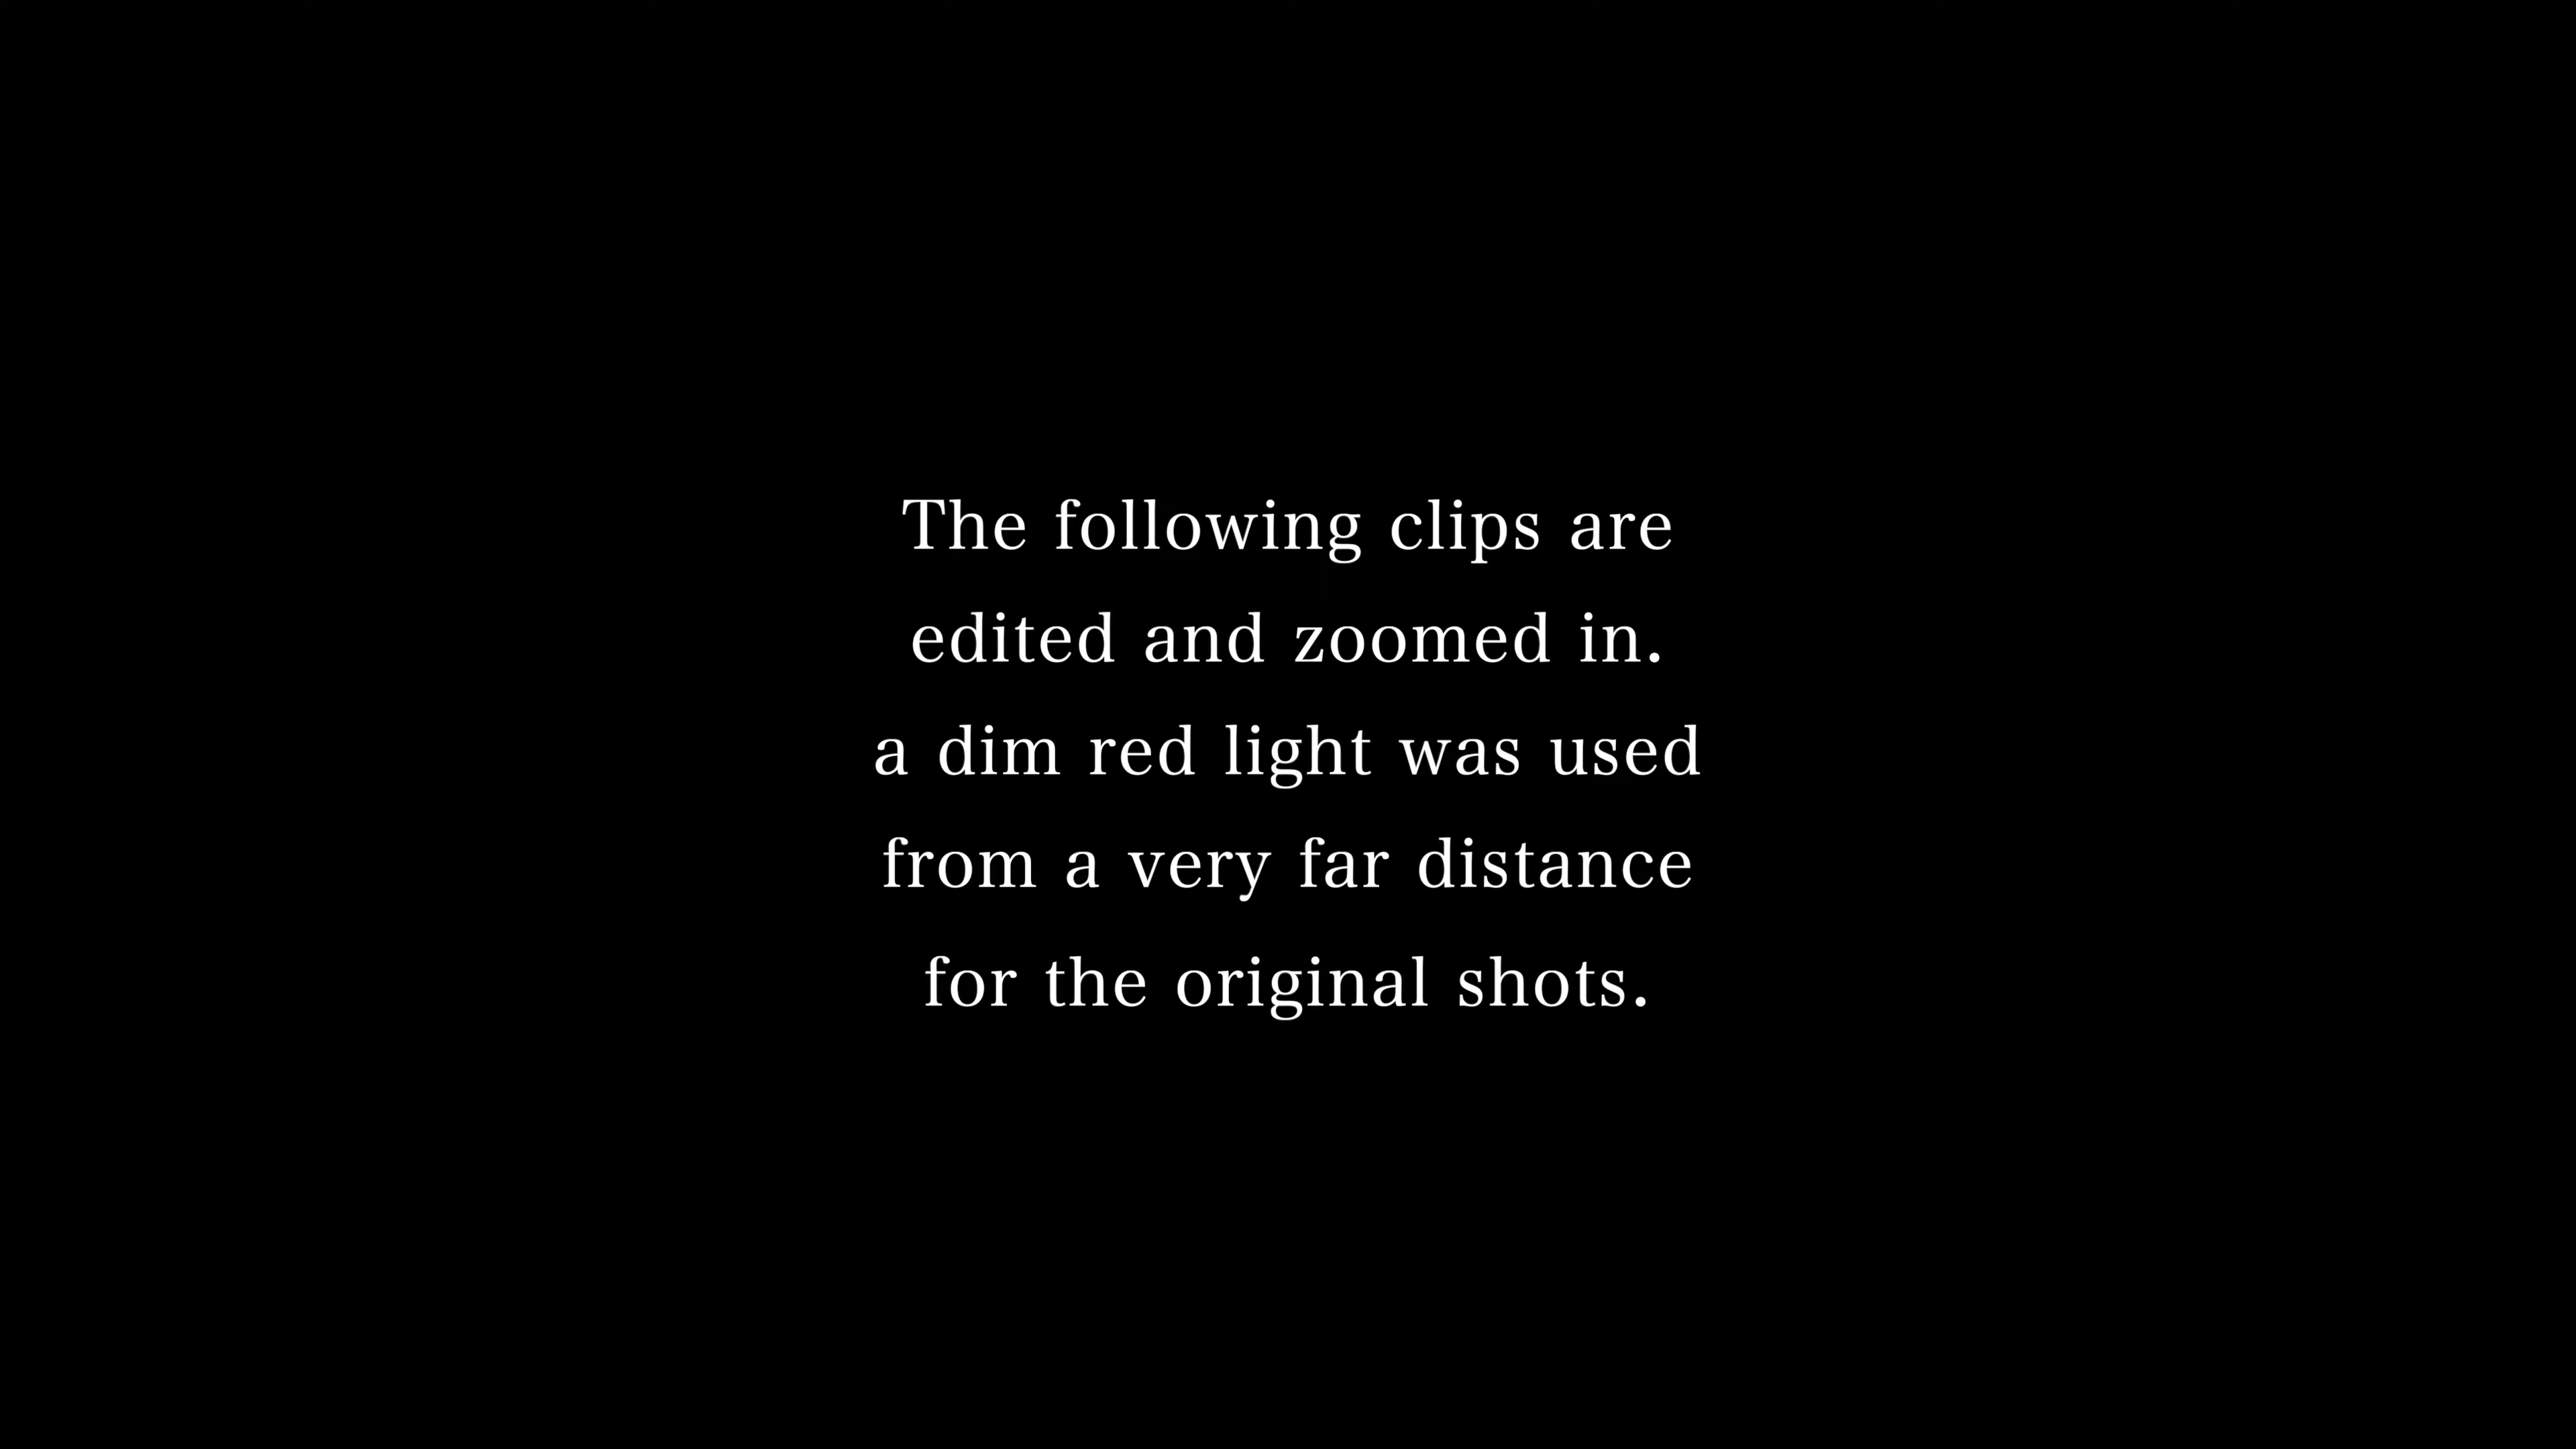 The following clips are
edited and zoomed in.
a dim red light was used
from a very far distance
for the original shots.